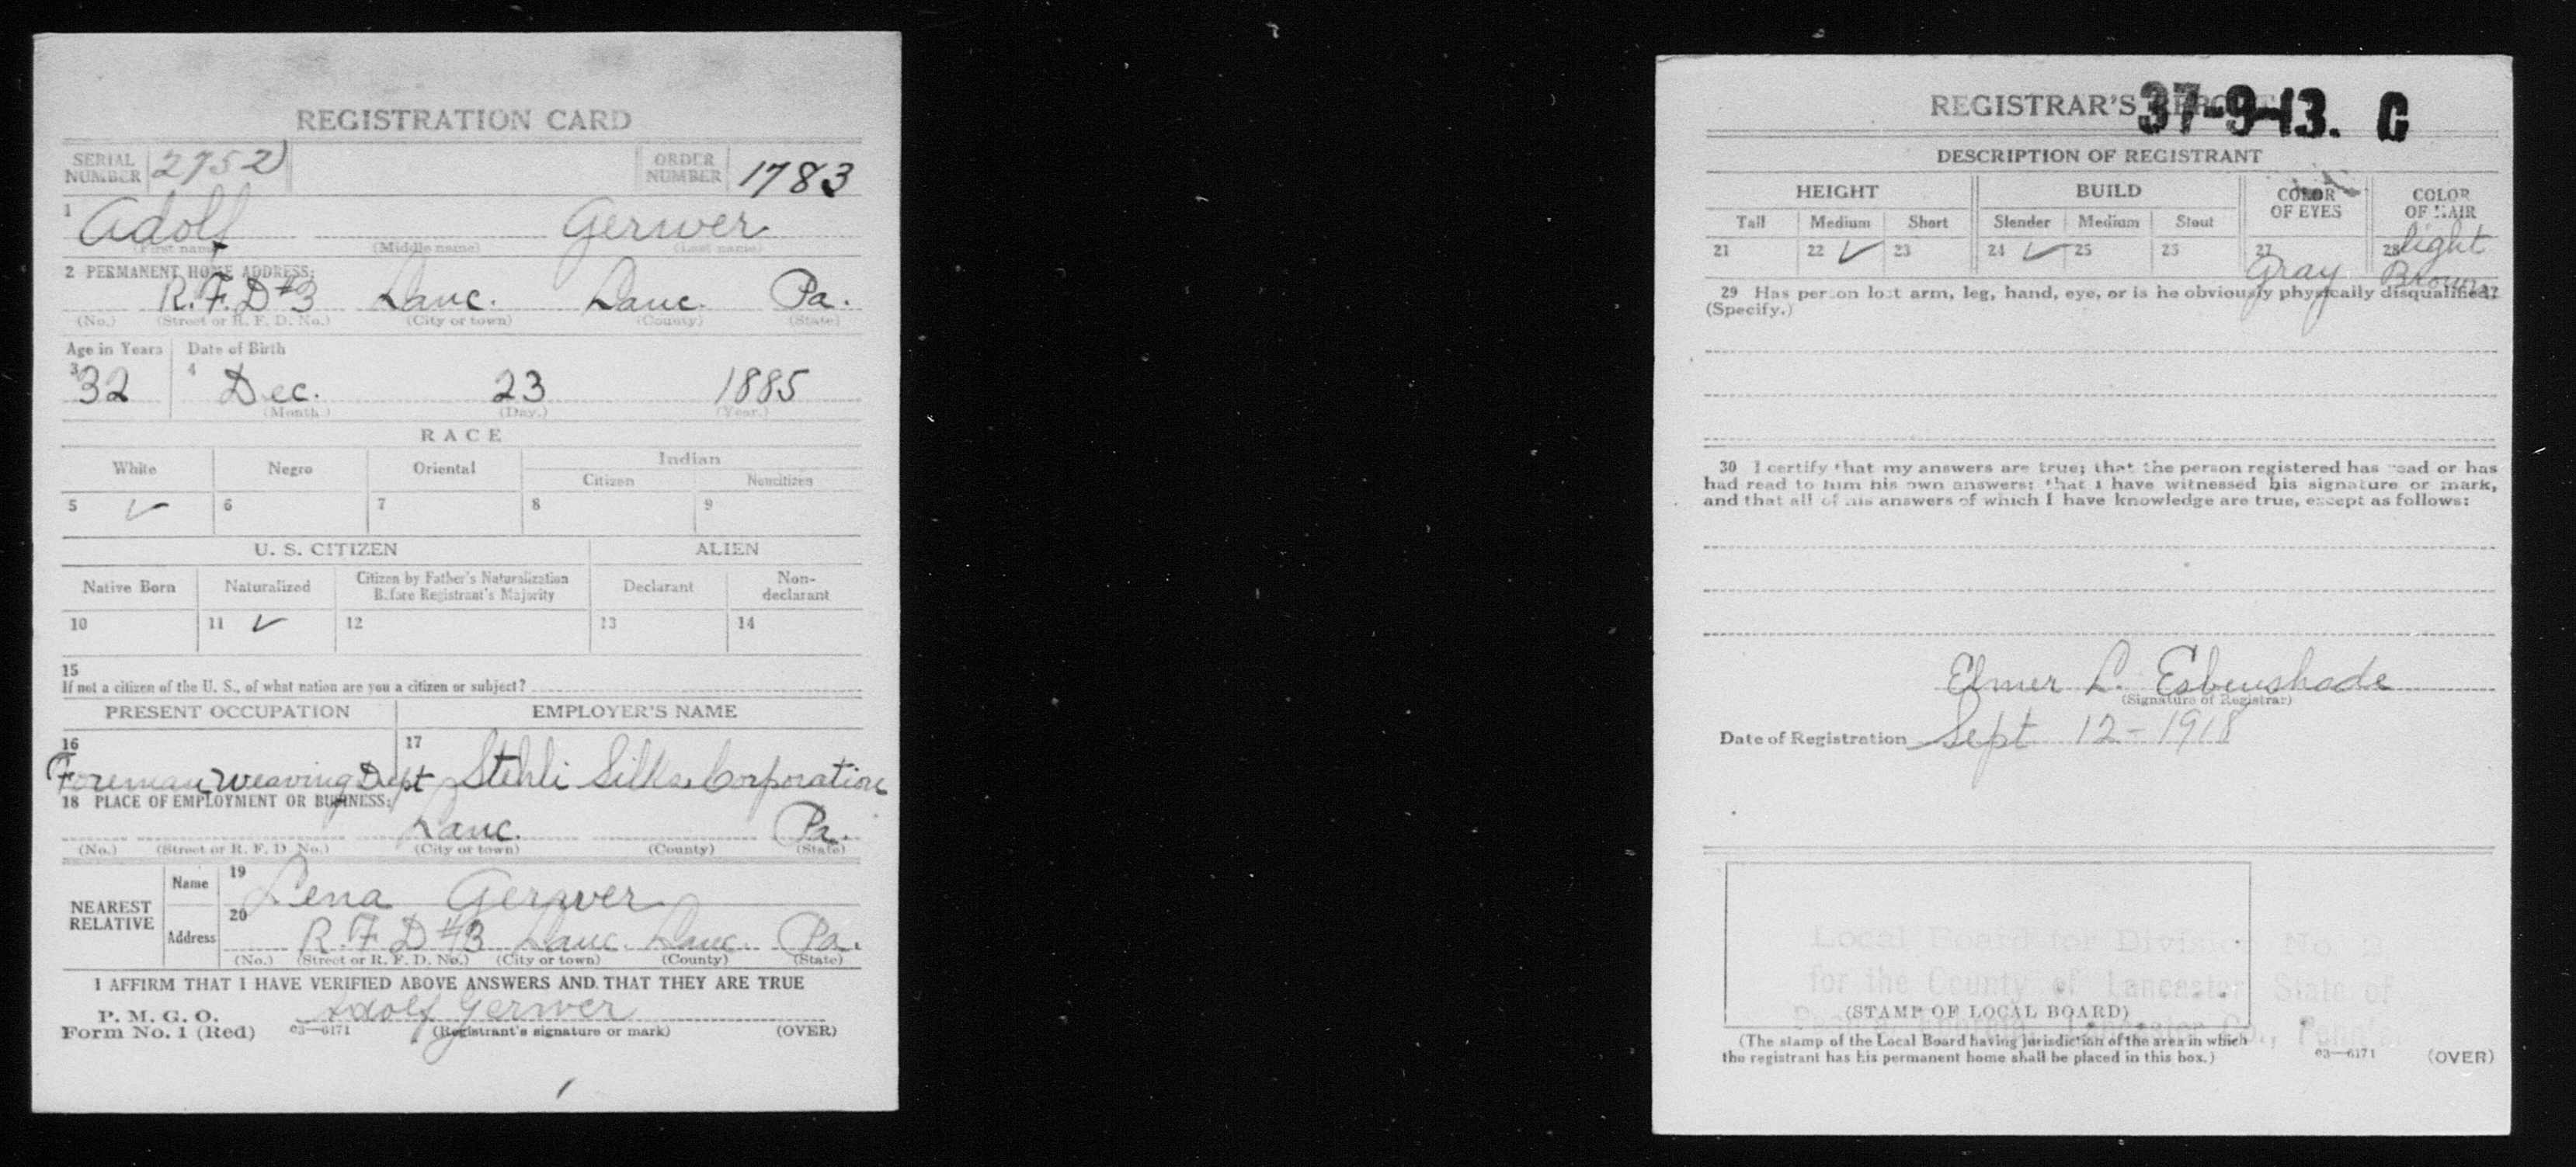 REGISTRATION CARD
SERIAL NUMBER 2752 ORDER NUMBER 1783
1 Adolf Gerwer
(First name) (Middle name) (Last name)
2 PERMANENT HOME ADDRESS:
R.F.D #3 Lanc. Lanc. Pa.
(No.) (Street or R. F. D. No.) (City or town) (County) (State)
Age in Years Date of Birth
3 32 4 Dec. 23 1885
(Month.) (Day.) (Year.)
RACE
White Negro Oriental Indian
Citizen Noncitizen
5 ✓ 6 7 8 9
U. S. CITIZEN ALIEN
Native Born Naturalized Citizen by Father's Naturalization Before Registrant's Majority Declarant Non-declarant
10 11 ✓ 12 13 14
15
If not a citizen of the U. S., of what nation are you a citizen or subject?
PRESENT OCCUPATION EMPLOYER'S NAME
16 Foreman Weaving Dept 17 Stehli Silks Corporation
18 PLACE OF EMPLOYMENT OR BUSINESS:
Lanc. Pa.
(No.) (Street or R. F. D. No.) (City or town) (County) (State)
NEAREST RELATIVE Name 19 Lena Gerwer
Address 20 R.F.D #3 Lanc. Lanc. Pa.
(No.) (Street or R. F. D. No.) (City or town) (County) (State)
I AFFIRM THAT I HAVE VERIFIED ABOVE ANSWERS AND THAT THEY ARE TRUE
P. M. G. O.
Form No. 1 (Red) 03—6171 Adolf Gerwer (Registrant's signature or mark) (OVER)
REGISTRAR'S REPORT 37-9-13. C
DESCRIPTION OF REGISTRANT
HEIGHT BUILD COLOR OF EYES COLOR OF HAIR
Tall Medium Short Slender Medium Stout
21 22 ✓ 23 24 ✓ 25 26 27 Gray 28 light Brown
29 Has person lost arm, leg, hand, eye, or is he obviously physically disqualified?
(Specify.)
30 I certify that my answers are true; that the person registered has read or has
had read to him his own answers; that I have witnessed his signature or mark,
and that all of his answers of which I have knowledge are true, except as follows:
Elmer L. Esbenshade
(Signature of Registrar)
Date of Registration Sept 12-1918
Local Board for Division No. 2
for the County of Lancaster State of
(STAMP OF LOCAL BOARD)
(The stamp of the Local Board having jurisdiction of the area in which
the registrant has his permanent home shall be placed in this box.)
03—6171 (OVER)